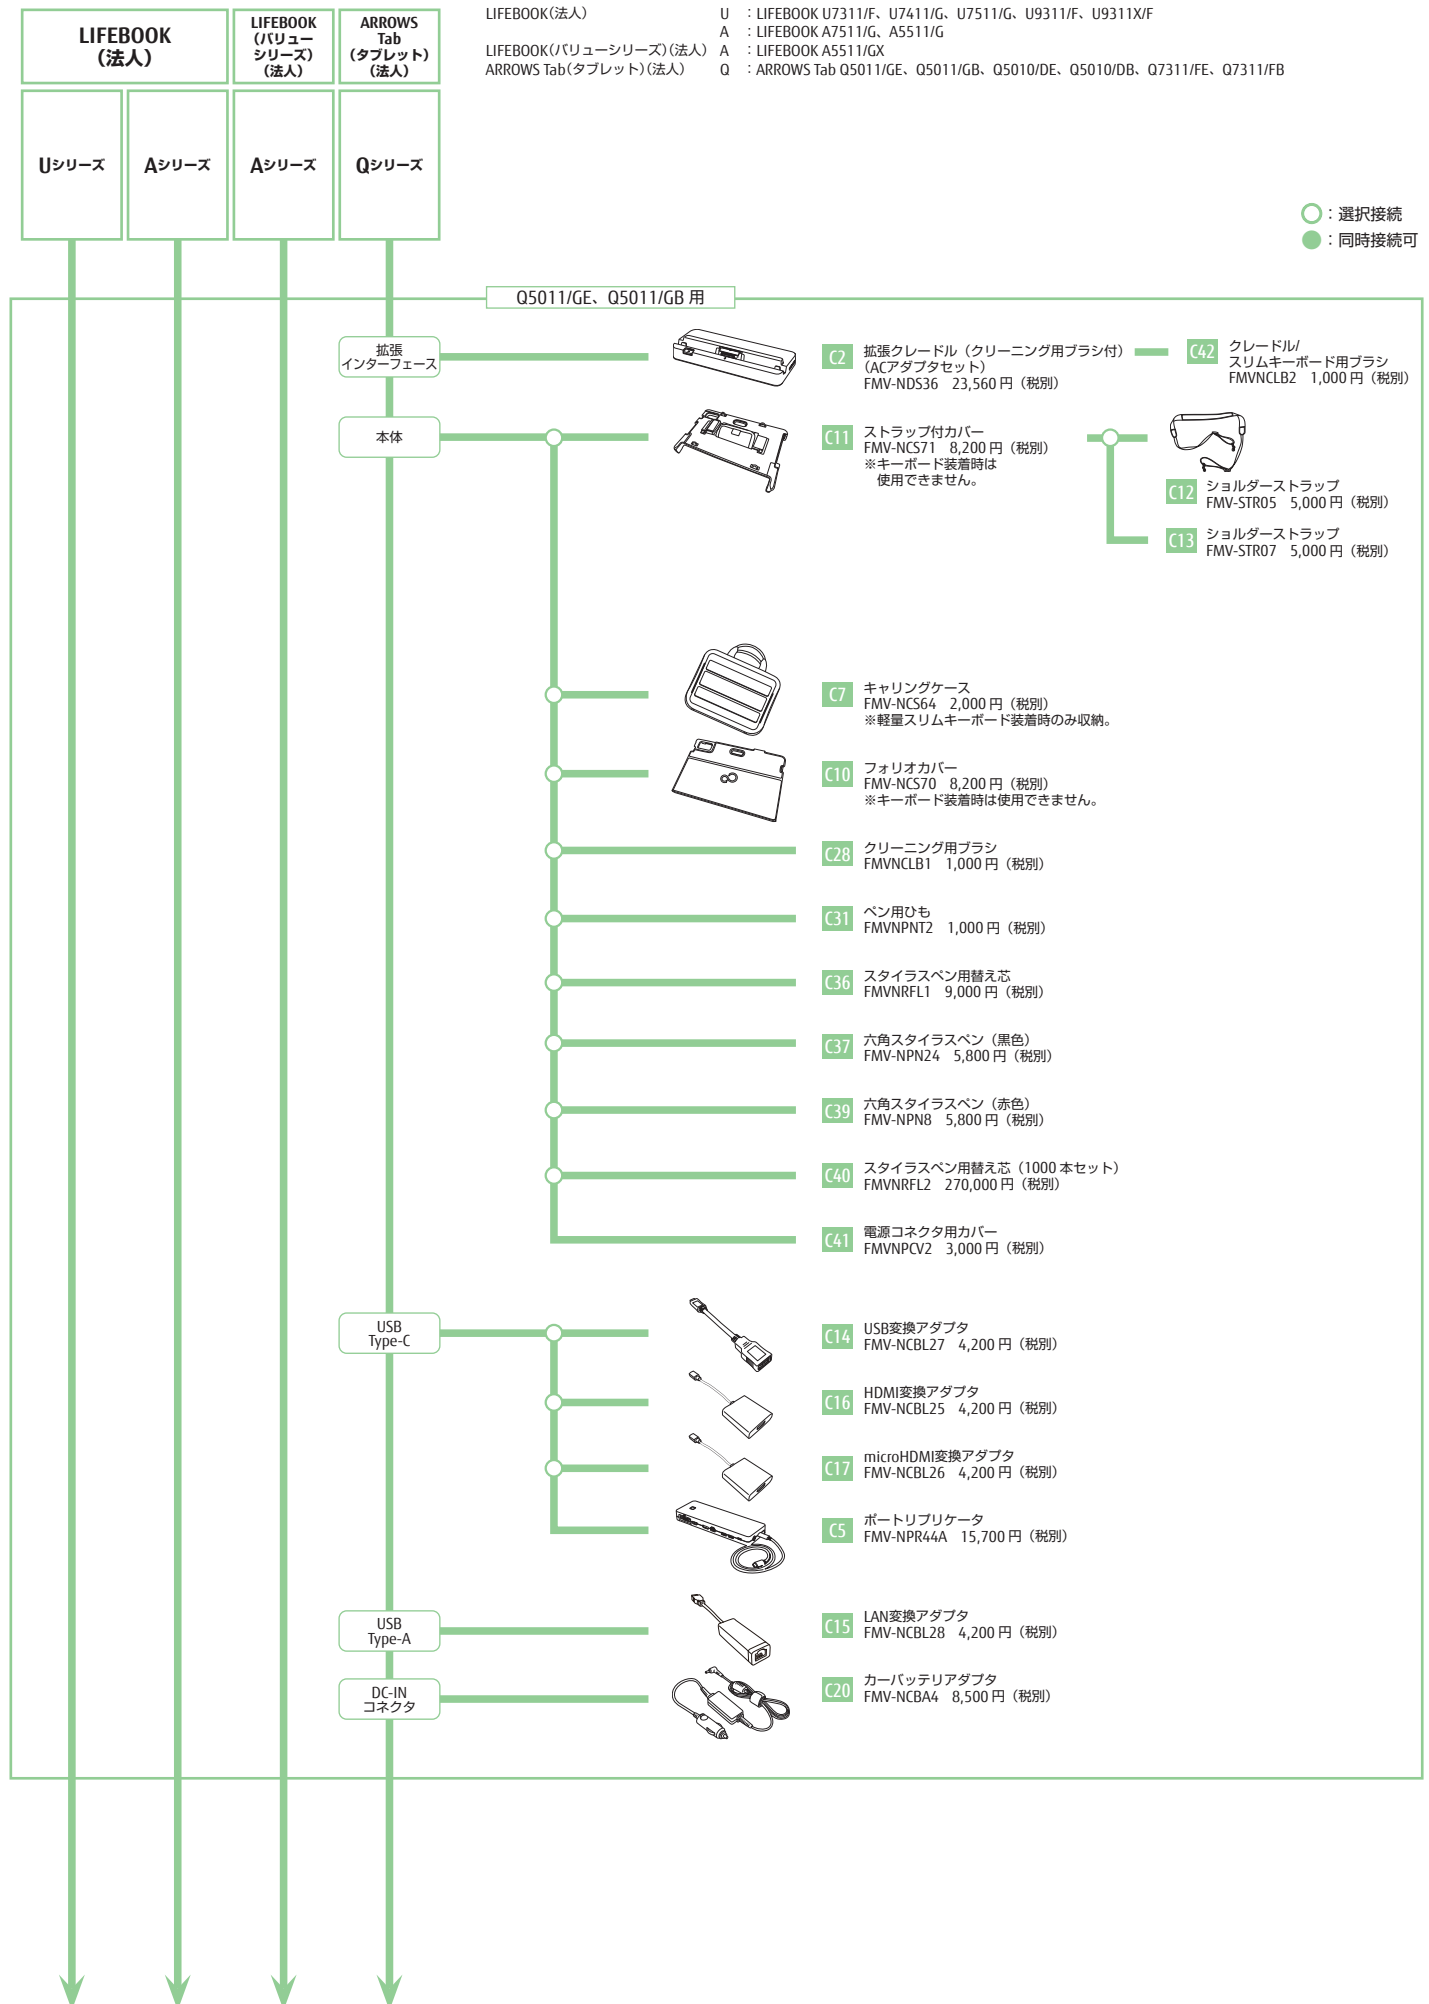 LIFEBOOK
(法人)
LIFEBOOK
(バリュー
シリーズ)
(法人)
ARROWS
Tab
(タブレット)
(法人)
LIFEBOOK(法人) U ：LIFEBOOK U7311/F、U7411/G、U7511/G、U9311/F、U9311X/F
A ：LIFEBOOK A7511/G、A5511/G
LIFEBOOK(バリューシリーズ)(法人) A ：LIFEBOOK A5511/GX
ARROWS Tab(タブレット)(法人) Q ：ARROWS Tab Q5011/GE、Q5011/GB、Q5010/DE、Q5010/DB、Q7311/FE、Q7311/FB
Uシリーズ
Aシリーズ
Aシリーズ
Qシリーズ
：選択接続
：同時接続可
Q5011/GE、Q5011/GB 用
拡張
インターフェース
C2 拡張クレードル（クリーニング用ブラシ付）
（ACアダプタセット）
FMV-NDS36 23,560 円（税別）
C42 クレードル/
スリムキーボード用ブラシ
FMVNCLB2 1,000 円（税別）
本体
C11 ストラップ付カバー
FMV-NCS71 8,200 円（税別）
※キーボード装着時は
使用できません。
C12 ショルダーストラップ
FMV-STR05 5,000 円（税別）
C13 ショルダーストラップ
FMV-STR07 5,000 円（税別）
C7 キャリングケース
FMV-NCS64 2,000 円（税別）
※軽量スリムキーボード装着時のみ収納。
C10 フォリオカバー
FMV-NCS70 8,200 円（税別）
※キーボード装着時は使用できません。
C28 クリーニング用ブラシ
FMVNCLB1 1,000 円（税別）
C31 ペン用ひも
FMVNPNT2 1,000 円（税別）
C36 スタイラスペン用替え芯
FMVNRFL1 9,000 円（税別）
C37 六角スタイラスペン（黒色）
FMV-NPN24 5,800 円（税別）
C39 六角スタイラスペン（赤色）
FMV-NPN8 5,800 円（税別）
C40 スタイラスペン用替え芯（1000 本セット）
FMVNRFL2 270,000 円（税別）
C41 電源コネクタ用カバー
FMVNPCV2 3,000 円（税別）
USB
Type-C
C14 USB変換アダプタ
FMV-NCBL27 4,200 円（税別）
C16 HDMI変換アダプタ
FMV-NCBL25 4,200 円（税別）
C17 microHDMI変換アダプタ
FMV-NCBL26 4,200 円（税別）
C5 ポートリプリケータ
FMV-NPR44A 15,700 円（税別）
USB
Type-A
C15 LAN変換アダプタ
FMV-NCBL28 4,200 円（税別）
DC-IN
コネクタ
C20 カーバッテリアダプタ
FMV-NCBA4 8,500 円（税別）